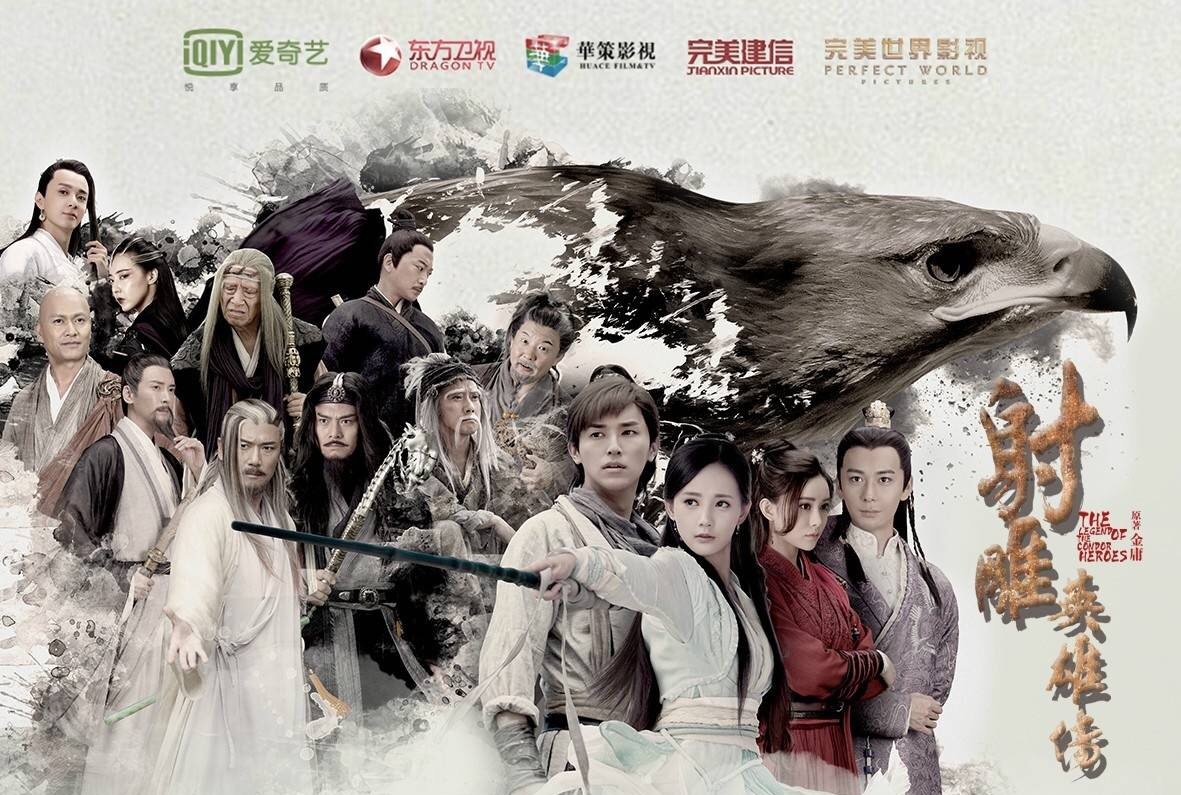 iQIYI 爱奇艺
悦享品质
东方卫视
DRAGON TV
華策影視
HUACE FILM&TV
完美建信
JIANXIN PICTURE
完美世界影视
PERFECT WORLD
PICTURES
射雕
英雄傳
THE
LEGEND OF
THE
CONDOR
HEROES
原著 金庸